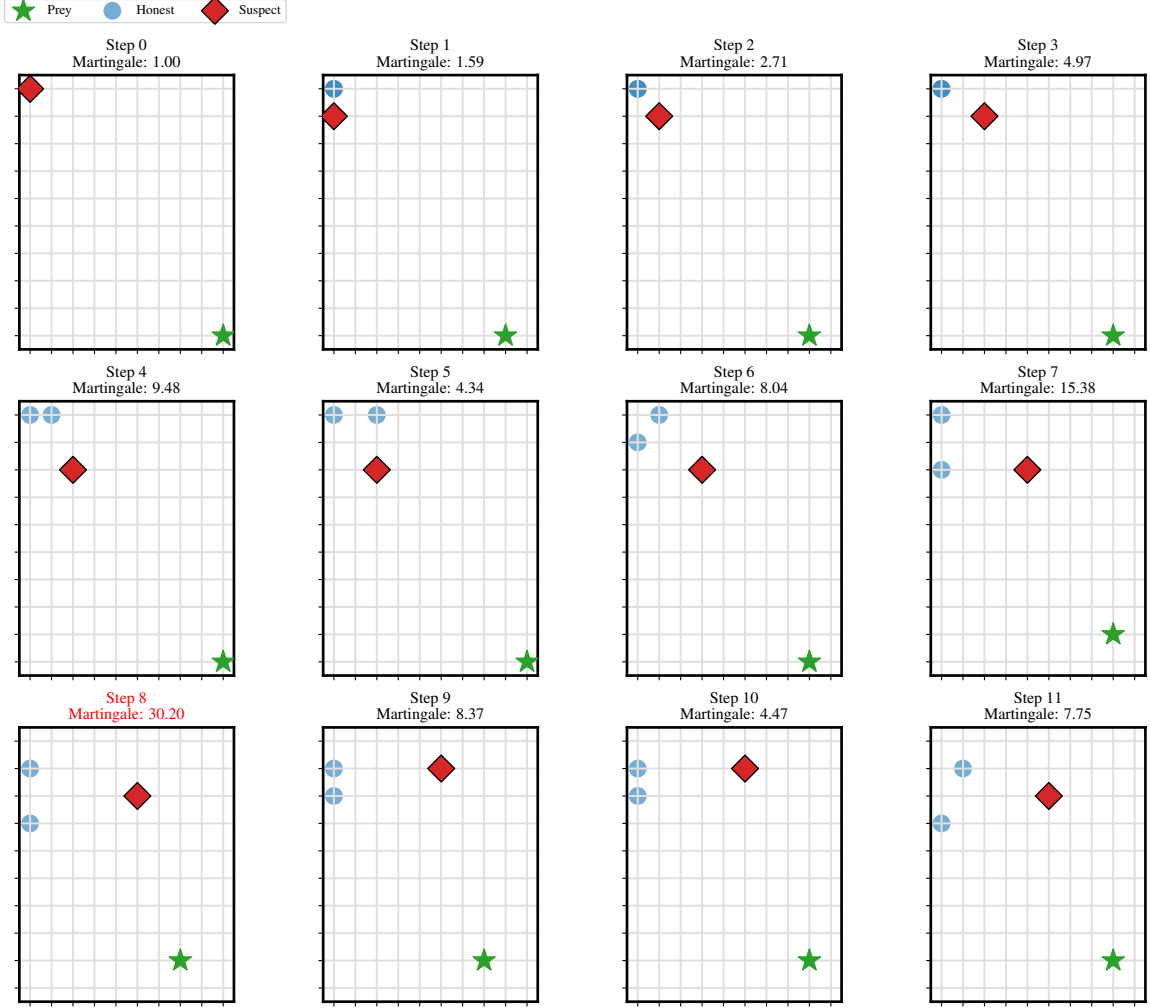 Prey Honest Suspect
Step 0
Martingale: 1.00
Step 1
Martingale: 1.59
Step 2
Martingale: 2.71
Step 3
Martingale: 4.97
Step 4
Martingale: 9.48
Step 5
Martingale: 4.34
Step 6
Martingale: 8.04
Step 7
Martingale: 15.38
Step 8
Martingale: 30.20
Step 9
Martingale: 8.37
Step 10
Martingale: 4.47
Step 11
Martingale: 7.75